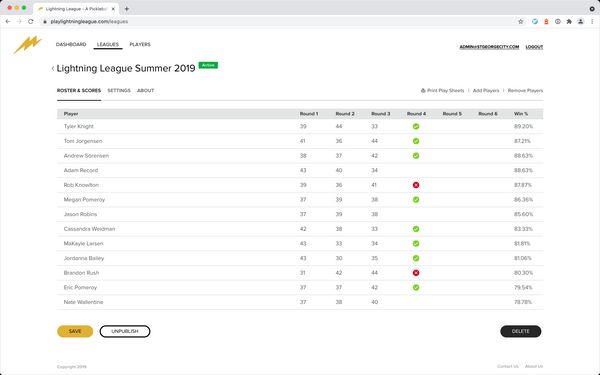 Lightning League – A Pickleball
playlightningleague.com/leagues
DASHBOARD LEAGUES PLAYERS ADMIN@STGEORGECITY.COM LOGOUT
‹ Lightning League Summer 2019 Active
ROSTER & SCORES SETTINGS ABOUT Print Play Sheets | Add Players | Remove Players
Player Round 1 Round 2 Round 3 Round 4 Round 5 Round 6 Win %
Tyler Knight 39 44 33 89.20%
Tom Jorgensen 41 36 44 87.21%
Andrew Sorensen 38 37 42 88.63%
Adam Record 43 40 34 88.63%
Rob Knowlton 39 36 41 87.87%
Megan Pomeroy 37 39 38 86.36%
Jason Robins 37 39 38 85.60%
Cassandra Weidman 42 38 33 83.33%
MaKayle Larsen 43 33 34 81.81%
Jordanna Bailey 43 30 35 81.06%
Brandon Rush 31 42 44 80.30%
Eric Pomeroy 37 37 42 79.54%
Nate Wallentine 37 38 40 78.78%
SAVE UNPUBLISH DELETE
Copyright 2019 Contact Us About Us